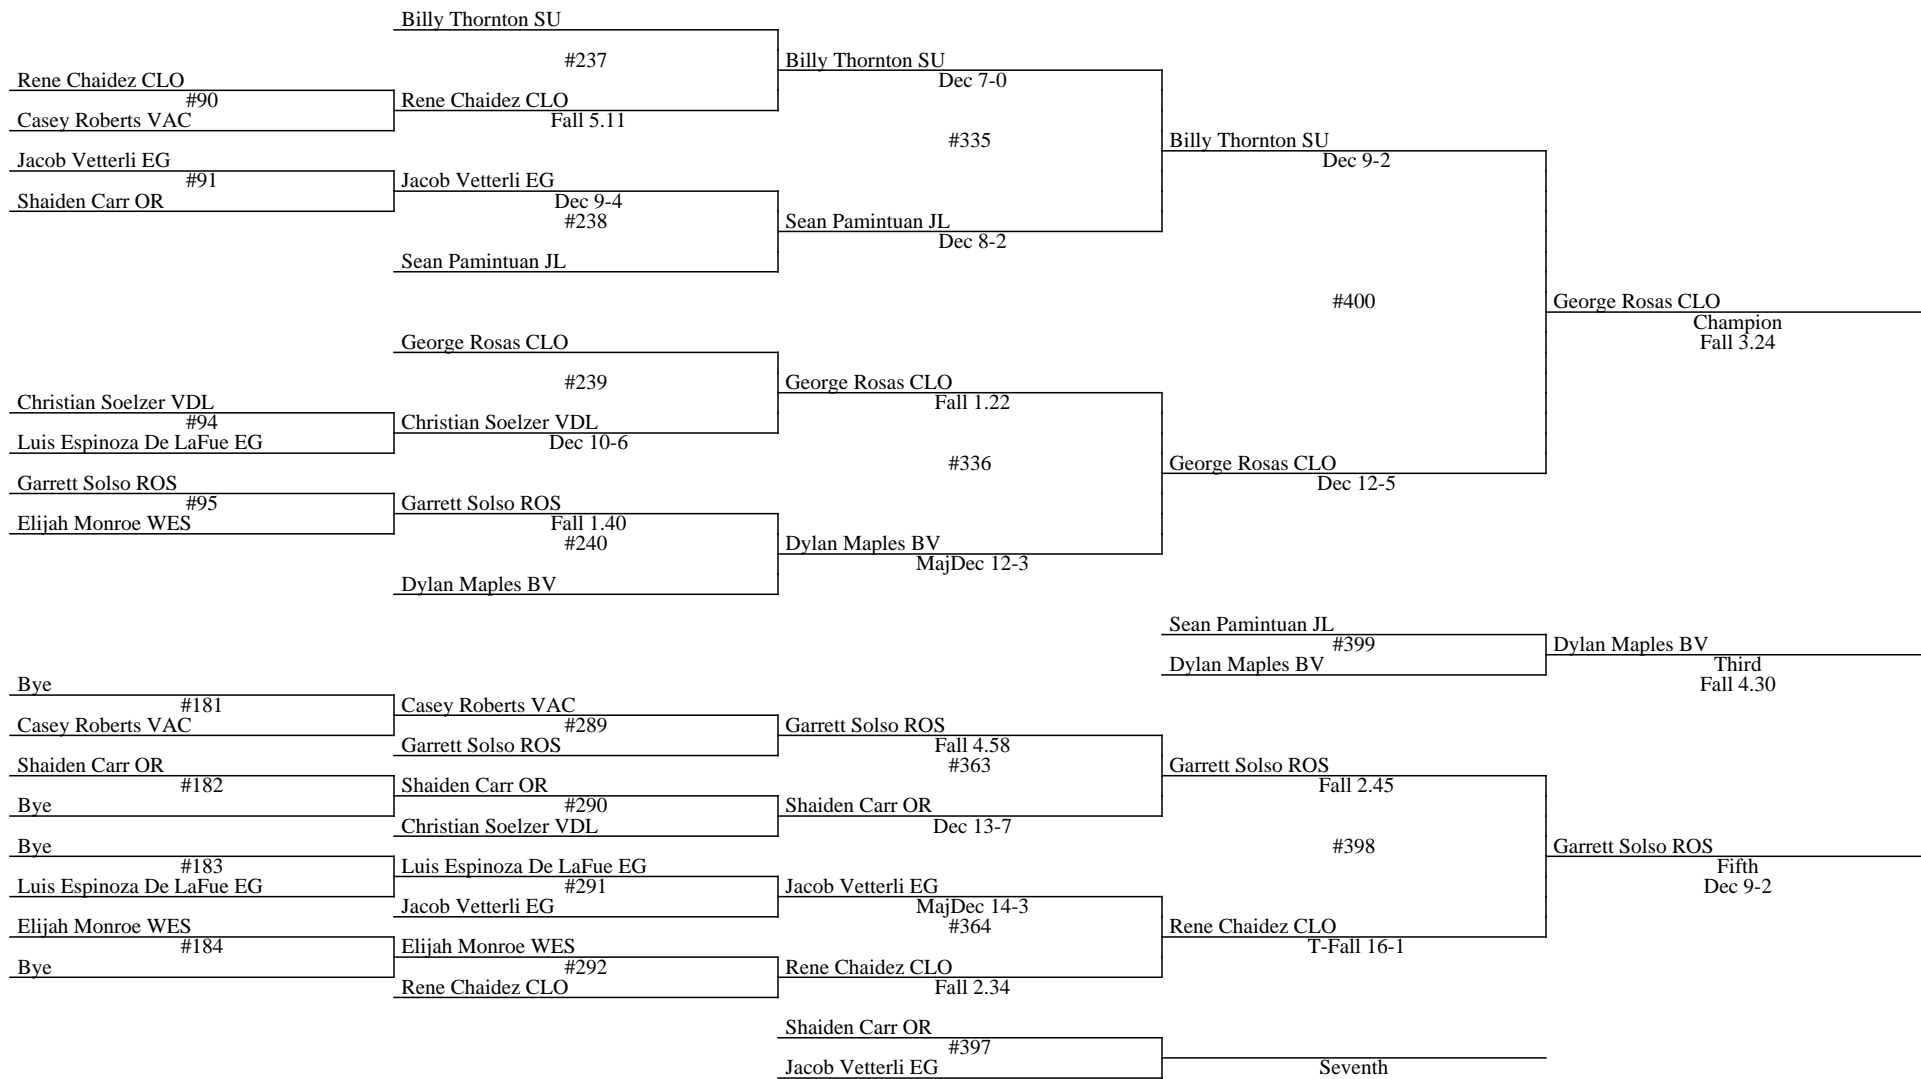 Billy Thornton SU
#237
Billy Thornton SU
Rene Chaidez CLO
Dec 7-0
#90
Rene Chaidez CLO
Casey Roberts VAC
Fall 5.11
#335
Billy Thornton SU
Jacob Vetterli EG
Dec 9-2
#91
Jacob Vetterli EG
Shaiden Carr OR
Dec 9-4
#238
Sean Pamintuan JL
Dec 8-2
Sean Pamintuan JL
#400
George Rosas CLO
Champion
George Rosas CLO
Fall 3.24
#239
George Rosas CLO
Christian Soelzer VDL
Fall 1.22
#94
Christian Soelzer VDL
Luis Espinoza De LaFue EG
Dec 10-6
#336
George Rosas CLO
Garrett Solso ROS
Dec 12-5
#95
Garrett Solso ROS
Elijah Monroe WES
Fall 1.40
#240
Dylan Maples BV
MajDec 12-3
Dylan Maples BV
Sean Pamintuan JL
#399
Dylan Maples BV
Dylan Maples BV
Third
Bye
Fall 4.30
#181
Casey Roberts VAC
Casey Roberts VAC
#289
Garrett Solso ROS
Garrett Solso ROS
Fall 4.58
Shaiden Carr OR
#363
Garrett Solso ROS
#182
Shaiden Carr OR
Fall 2.45
Bye
#290
Shaiden Carr OR
Christian Soelzer VDL
Dec 13-7
Bye
#398
Garrett Solso ROS
#183
Luis Espinoza De LaFue EG
Fifth
Luis Espinoza De LaFue EG
#291
Jacob Vetterli EG
Dec 9-2
Jacob Vetterli EG
MajDec 14-3
Elijah Monroe WES
#364
Rene Chaidez CLO
#184
Elijah Monroe WES
T-Fall 16-1
Bye
#292
Rene Chaidez CLO
Rene Chaidez CLO
Fall 2.34
Shaiden Carr OR
#397
Jacob Vetterli EG
Seventh